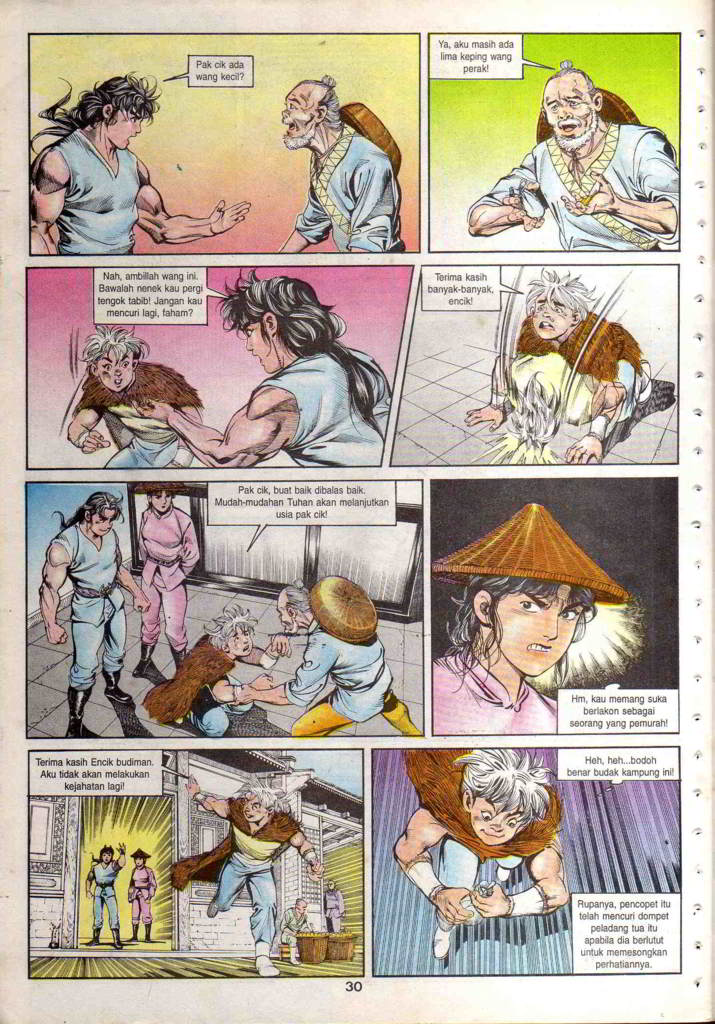 Pak cik ada
wang kecil?
Ya, aku masih ada
lima keping wang
perak!
Nah, ambillah wang ini.
Bawalah nenek kau pergi
tengok tabib! Jangan kau
mencuri lagi, faham?
Terima kasih
banyak-banyak,
encik!
Pak cik, buat baik dibalas baik.
Mudah-mudahan Tuhan akan melanjutkan
usia pak cik!
Hm, kau memang suka
berlakon sebagai
seorang yang pemurah!
Terima kasih Encik budiman.
Aku tidak akan melakukan
kejahatan lagi!
Heh, heh...bodoh
benar budak kampung ini!
Rupanya, pencopet itu
telah mencuri dompet
peladang tua itu
apabila dia berlutut
untuk memesongkan
perhatiannya.
30